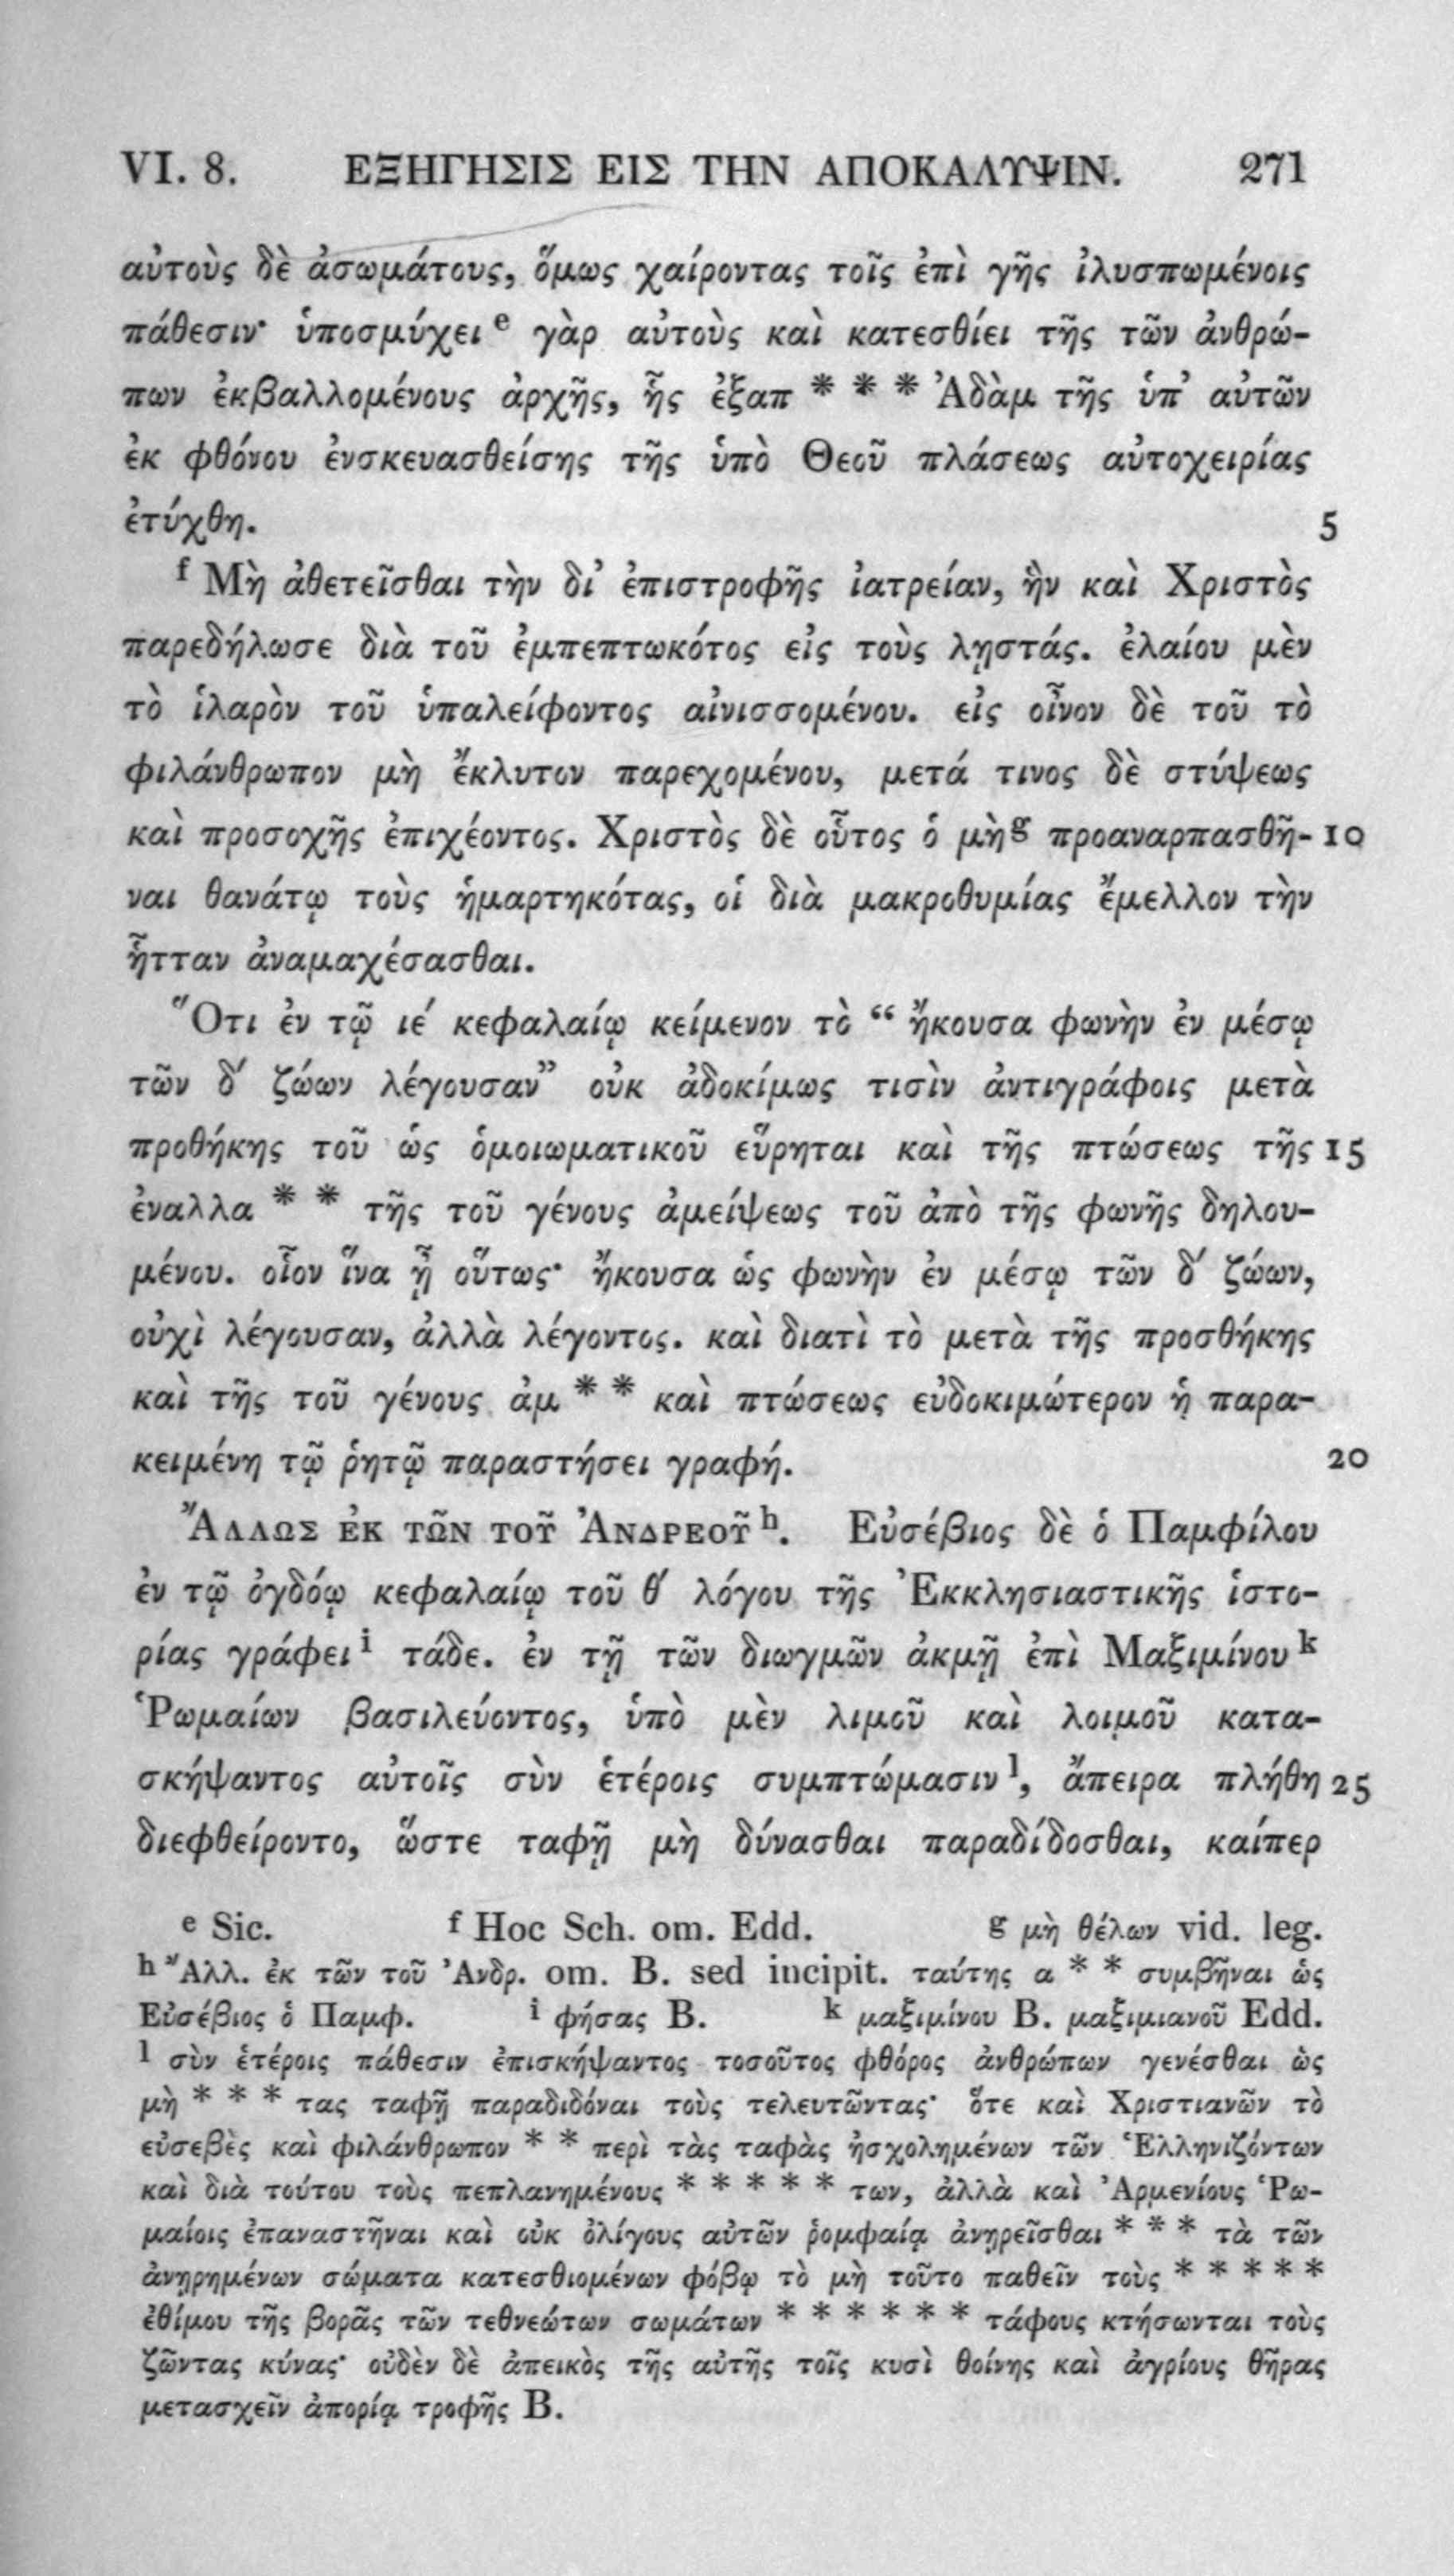 VI. 8. ΕΞΗΓΗΣΙΣ ΕΙΣ ΤΗΝ ΑΠΟΚΑΛΥΨΙΝ. 271
αὐτοὺς δὲ ἀσωμάτους, ὅμως χαίροντας τοῖς ἐπὶ γῆς ἰλυσπωμένοις
πάθεσιν· ὑποσμύχει e γὰρ αὐτοὺς καὶ κατεσθίει τῆς τῶν ἀνθρώ-
πων ἐκβαλλομένους ἀρχῆς, ἧς ἐξαπ * * * Ἀδὰμ τῆς ὑπ’ αὐτῶν
ἐκ φθόνου ἐνσκευασθείσης τῆς ὑπὸ Θεοῦ πλάσεως αὐτοχειρίας
ἐτύχθη. 5
f Μὴ ἀθετεῖσθαι τὴν δι’ ἐπιστροφῆς ἰατρείαν, ἣν καὶ Χριστὸς
παρεδήλωσε διὰ τοῦ ἐμπεπτωκότος εἰς τοὺς λῃστάς. ἐλαίου μὲν
τὸ ἱλαρὸν τοῦ ὑπαλείφοντος αἰνισσομένου. εἰς οἶνον δὲ τοῦ τὸ
φιλάνθρωπον μὴ ἔκλυτον παρεχομένου, μετά τινος δὲ στύψεως
καὶ προσοχῆς ἐπιχέοντος. Χριστὸς δὲ οὗτος ὁ μὴ g προαναρπασθῆ- 10
ναι θανάτῳ τοὺς ἡμαρτηκότας, οἱ διὰ μακροθυμίας ἔμελλον τὴν
ἧτταν ἀναμαχέσασθαι.
Ὅτι ἐν τῷ ιέ κεφαλαίῳ κείμενον τὸ “ ἤκουσα φωνὴν ἐν μέσῳ
τῶν δ´ ζώων λέγουσαν” οὐκ ἀδοκίμως τισὶν ἀντιγράφοις μετὰ
προθήκης τοῦ ὡς ὁμοιωματικοῦ εὕρηται καὶ τῆς πτώσεως τῆς 15
ἐναλλα * * τῆς τοῦ γένους ἀμείψεως τοῦ ἀπὸ τῆς φωνῆς δηλου-
μένου. οἷον ἵνα ᾖ οὕτως· ἤκουσα ὡς φωνὴν ἐν μέσῳ τῶν δ´ ζώων,
οὐχὶ λέγουσαν, ἀλλὰ λέγοντος. καὶ διατὶ τὸ μετὰ τῆς προσθήκης
καὶ τῆς τοῦ γένους ἀμ * * καὶ πτώσεως εὐδοκιμώτερον ἡ παρα-
κειμένη τῷ ῥητῷ παραστήσει γραφή. 20
Ἄλλως ἐκ τῶν τοῦ Ἀνδρεοῦ h. Εὐσέβιος δὲ ὁ Παμφίλου
ἐν τῷ ὀγδόῳ κεφαλαίῳ τοῦ θ´ λόγου τῆς Ἐκκλησιαστικῆς ἱστο-
ρίας γράφει i τάδε. ἐν τῇ τῶν διωγμῶν ἀκμῇ ἐπὶ Μαξιμίνου k
Ῥωμαίων βασιλεύοντος, ὑπὸ μὲν λιμοῦ καὶ λοιμοῦ κατα-
σκήψαντος αὐτοῖς σὺν ἑτέροις συμπτώμασιν l, ἄπειρα πλήθη 25
διεφθείροντο, ὥστε ταφῇ μὴ δύνασθαι παραδίδοσθαι, καίπερ
e Sic. f Hoc Sch. om. Edd. g μὴ θέλων vid. leg.
h Ἄλλ. ἐκ τῶν τοῦ Ἀνδρ. om. B. sed incipit. ταύτης α * * συμβῆναι ὡς
Εὐσέβιος ὁ Παμφ. i φήσας B. k μαξιμίνου B. μαξιμιανοῦ Edd.
l σὺν ἑτέροις πάθεσιν ἐπισκήψαντος τοσοῦτος φθόρος ἀνθρώπων γενέσθαι ὡς
μὴ * * * τας ταφῇ παραδιδόναι τοὺς τελευτῶντας· ὅτε καὶ Χριστιανῶν τὸ
εὐσεβὲς καὶ φιλάνθρωπον * * περὶ τὰς ταφὰς ἠσχολημένων τῶν Ἑλληνιζόντων
καὶ διὰ τούτου τοὺς πεπλανημένους * * * * * των, ἀλλὰ καὶ Ἀρμενίους Ῥω-
μαίοις ἐπαναστῆναι καὶ οὐκ ὀλίγους αὐτῶν ῥομφαίᾳ ἀνῃρεῖσθαι * * * τὰ τῶν
ἀνῃρημένων σώματα κατεσθιομένων φόβῳ τὸ μὴ τοῦτο παθεῖν τοὺς * * * * *
ἐθίμου τῆς βορᾶς τῶν τεθνεώτων σωμάτων * * * * * * τάφους κτήσωνται τοὺς
ζῶντας κύνας· οὐδὲν δὲ ἀπεικὸς τῆς αὐτῆς τοῖς κυσὶ θοίνης καὶ ἀγρίους θῆρας
μετασχεῖν ἀπορίᾳ τροφῆς B.